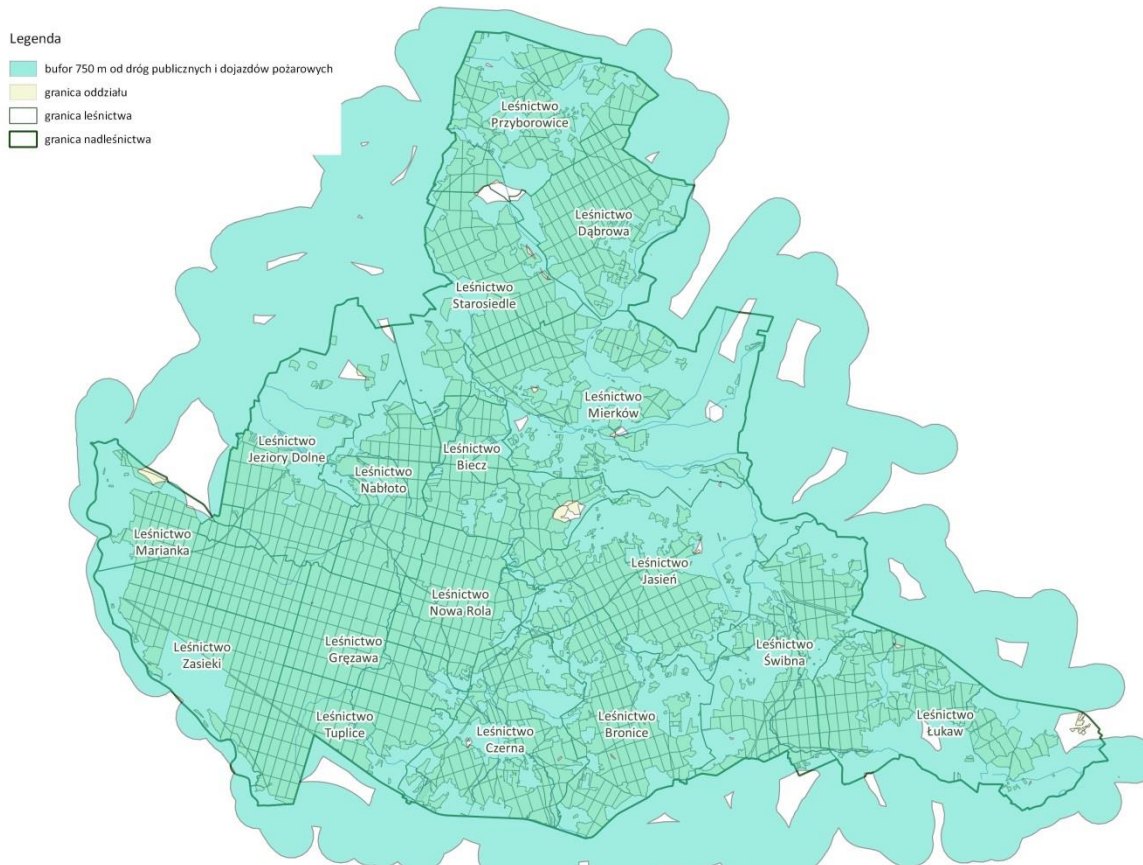 Legenda
bufor 750 m od dróg publicznych i dojazdów pożarowych
granica oddziału
granica leśnictwa
granica nadleśnictwa
Leśnictwo
Przyborowice
Leśnictwo
Dąbrowa
Leśnictwo
Starosiedle
Leśnictwo
Mierków
Leśnictwo
Jeziory Dolne
Leśnictwo
Nabłoto
Leśnictwo
Biecz
Leśnictwo
Marianka
Leśnictwo
Jasień
Leśnictwo
Nowa Rola
Leśnictwo
Zasieki
Leśnictwo
Gręzawa
Leśnictwo
Świbna
Leśnictwo
Tuplice
Leśnictwo
Czerna
Leśnictwo
Bronice
Leśnictwo
Łukaw